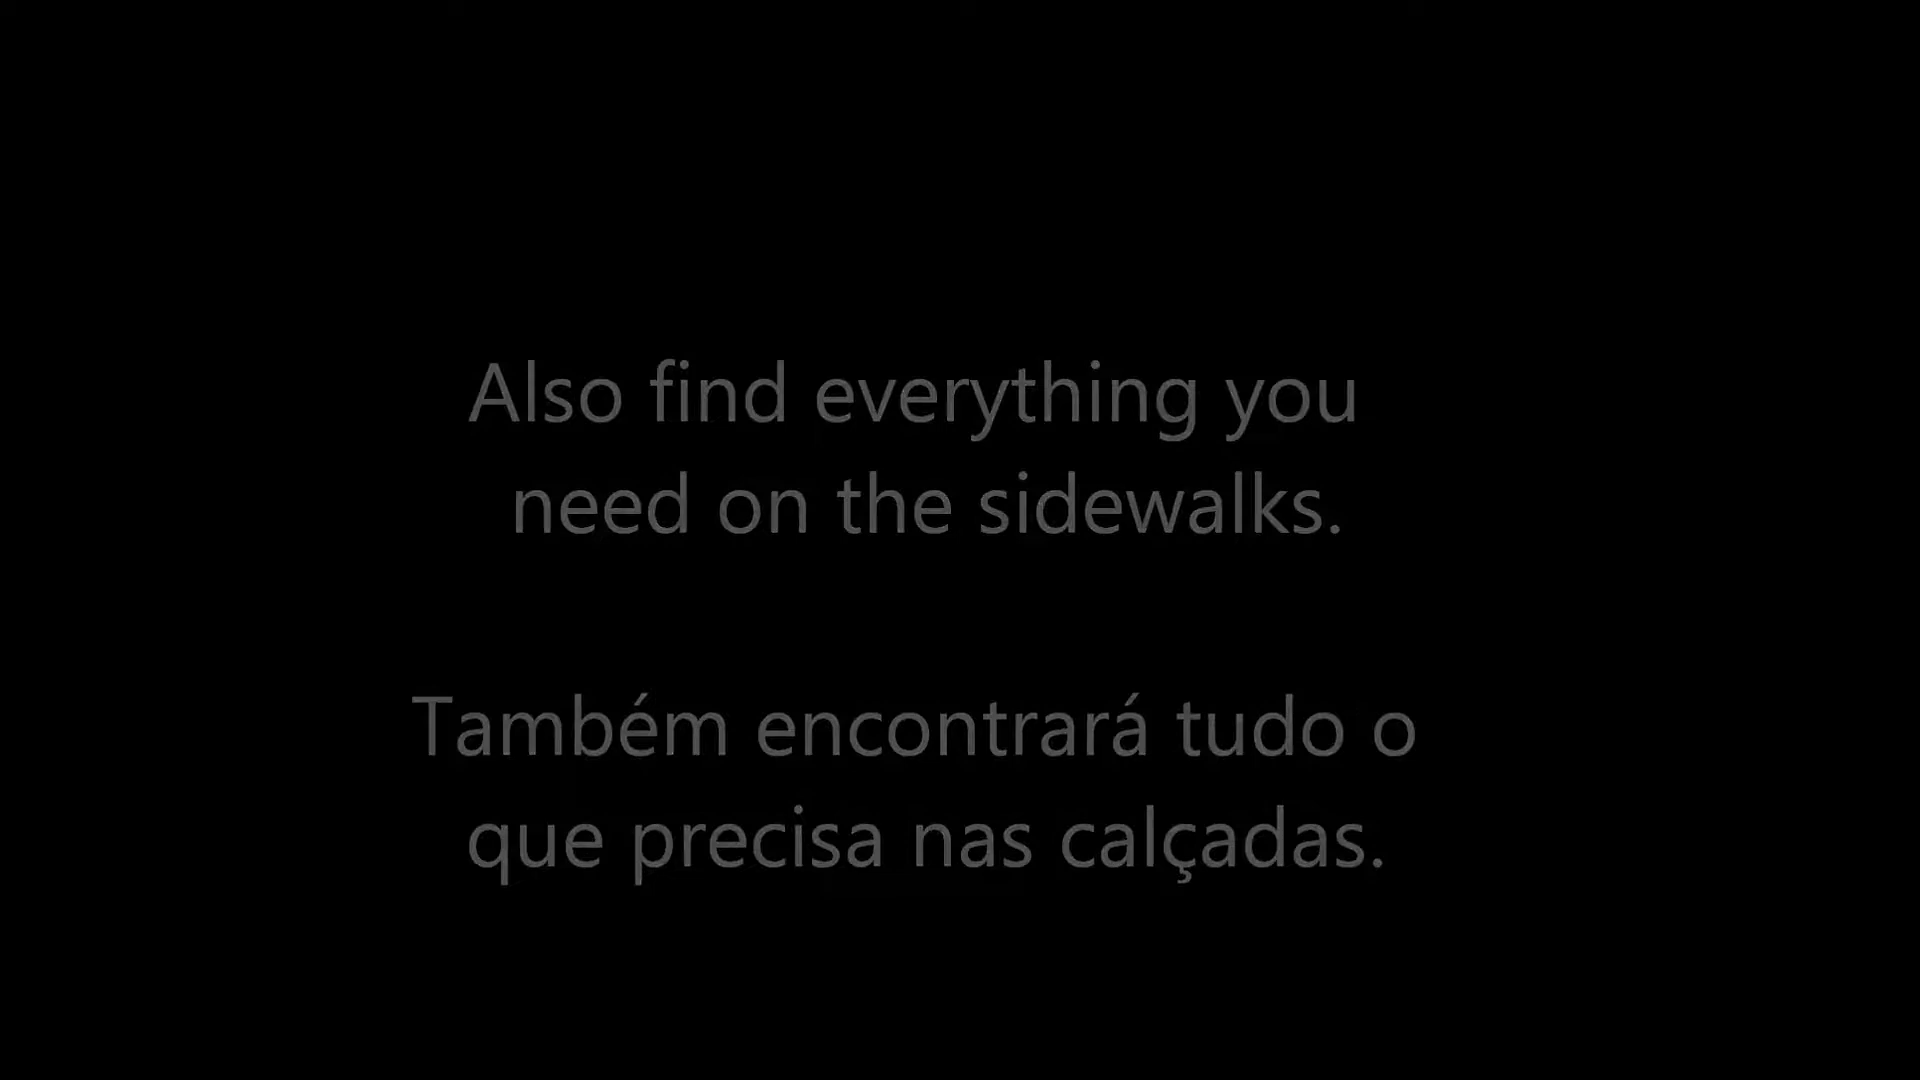 Also find everything you
need on the sidewalks.
Também encontrará tudo o
que precisa nas calçadas.